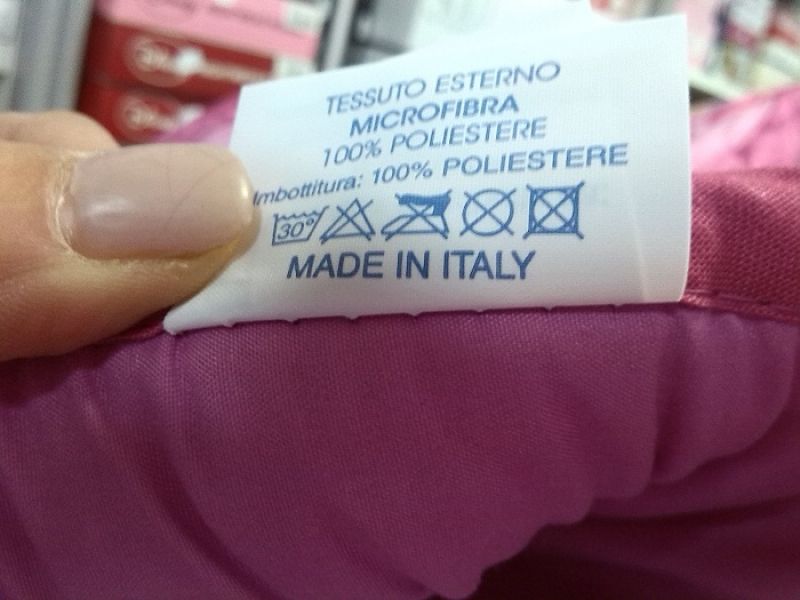 TESSUTO ESTERNO
MICROFIBRA
100% POLIESTERE
Imbottitura: 100% POLIESTERE
30°
MADE IN ITALY